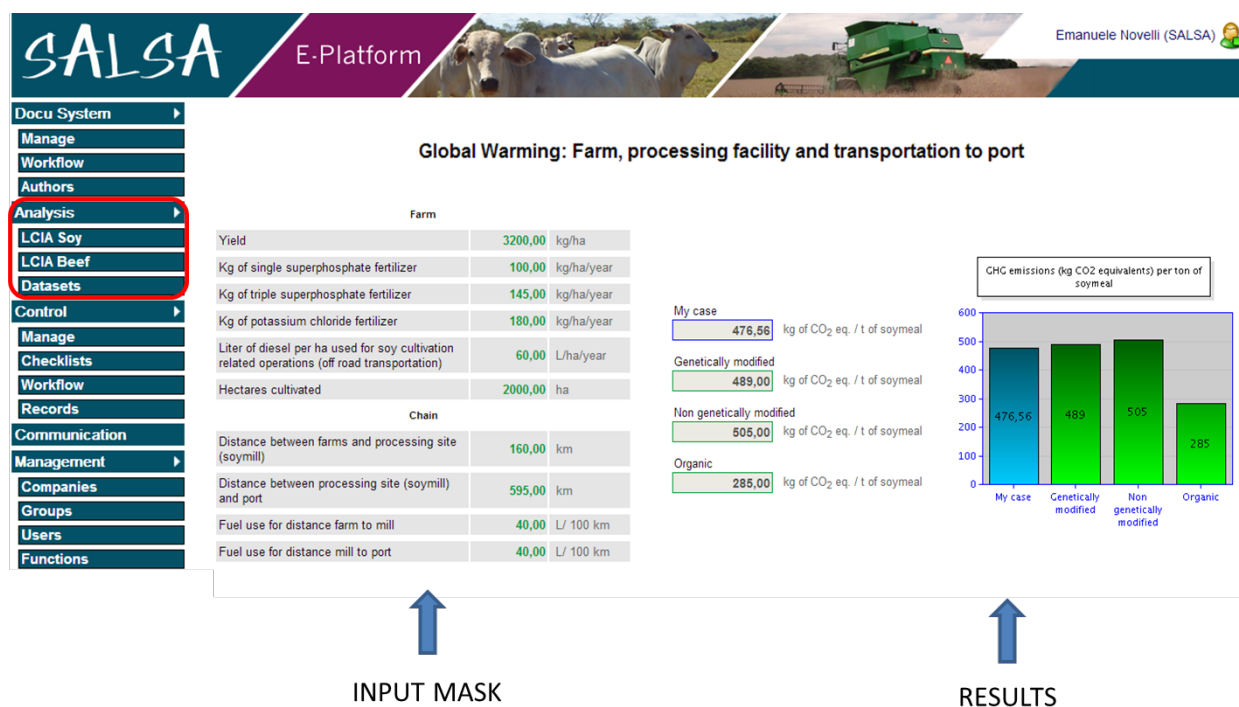 SALSA
E-Platform
Emanuele Novelli (SALSA)
Docu System
Manage
Workflow
Authors
Analysis
LCIA Soy
LCIA Beef
Datasets
Control
Manage
Checklists
Workflow
Records
Communication
Management
Companies
Groups
Users
Functions
Global Warming: Farm, processing facility and transportation to port
Farm
Yield 3200,00 kg/ha
Kg of single superphosphate fertilizer 100,00 kg/ha/year
Kg of triple superphosphate fertilizer 145,00 kg/ha/year
Kg of potassium chloride fertilizer 180,00 kg/ha/year
Liter of diesel per ha used for soy cultivation
related operations (off road transportation) 60,00 L/ha/year
Hectares cultivated 2000,00 ha
Chain
Distance between farms and processing site
(soymill) 160,00 km
Distance between processing site (soymill)
and port 595,00 km
Fuel use for distance farm to mill 40,00 L/ 100 km
Fuel use for distance mill to port 40,00 L/ 100 km
My case
476,56 kg of CO2 eq. / t of soymeal
Genetically modified
489,00 kg of CO2 eq. / t of soymeal
Non genetically modified
505,00 kg of CO2 eq. / t of soymeal
Organic
285,00 kg of CO2 eq. / t of soymeal
GHG emissions (kg CO2 equivalents) per ton of
soymeal
600
500
400
300
200
100
0
476,56
489
505
285
My case
Genetically
modified
Non
genetically
modified
Organic
INPUT MASK
RESULTS